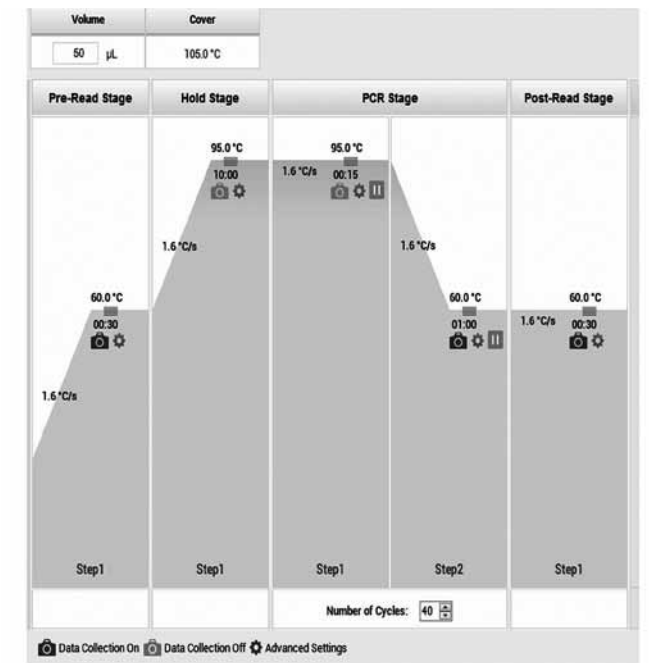 Volume Cover
50 µL 105.0 °C
Pre-Read Stage Hold Stage PCR Stage Post-Read Stage
95.0 °C 95.0 °C
10:00 1.6 °C/s 00:15
1.6 °C/s 1.6 °C/s
60.0 °C 60.0 °C 60.0 °C
00:30 01:00 1.6 °C/s 00:30
1.6 °C/s
Step1 Step1 Step1 Step2 Step1
Number of Cycles: 40
Data Collection On Data Collection Off Advanced Settings